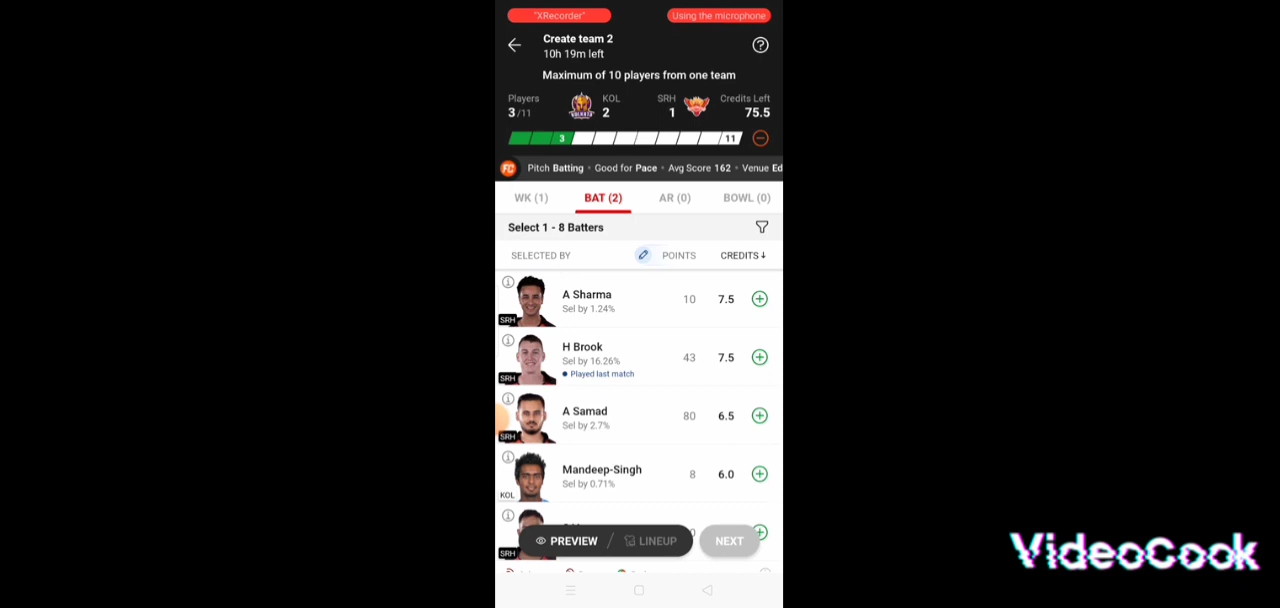 "XRecorder"
Using the microphone
Create team 2
10h 19m left
Maximum of 10 players from one team
Players KOL SRH Credits Left
3/11 2 1 75.5
3 11
FC Pitch Batting • Good for Pace • Avg Score 162 • Venue Ed
WK (1) BAT (2) AR (0) BOWL (0)
Select 1 - 8 Batters
SELECTED BY POINTS CREDITS↓
A Sharma
Sel by 1.24%
10 7.5
SRH
H Brook
Sel by 16.26%
Played last match
43 7.5
SRH
A Samad
Sel by 2.7%
80 6.5
SRH
Mandeep-Singh
Sel by 0.71%
8 6.0
KOL
SRH
PREVIEW / LINEUP NEXT
VideoCook